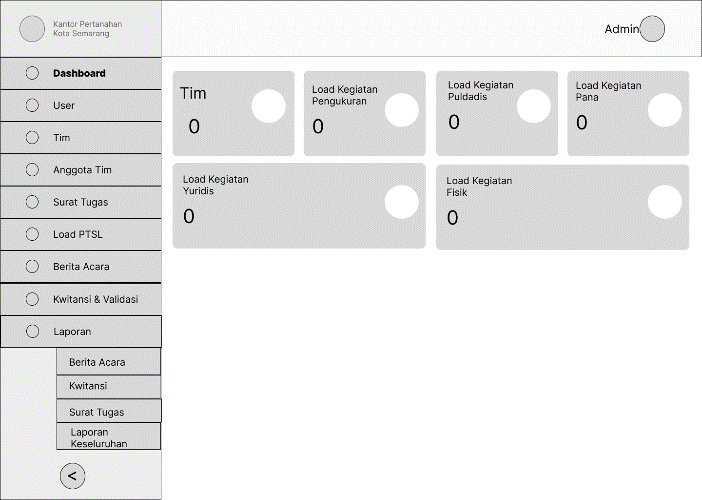 Kantor Pertanahan
Kota Semarang
Admin
Dashboard
User
Tim
Anggota Tim
Surat Tugas
Load PTSL
Berita Acara
Kwitansi & Validasi
Laporan
Berita Acara
Kwitansi
Surat Tugas
Laporan
Keseluruhan
<
Tim
0
Load Kegiatan
Pengukuran
0
Load Kegiatan
Puldadis
0
Load Kegiatan
Pana
0
Load Kegiatan
Yuridis
0
Load Kegiatan
Fisik
0